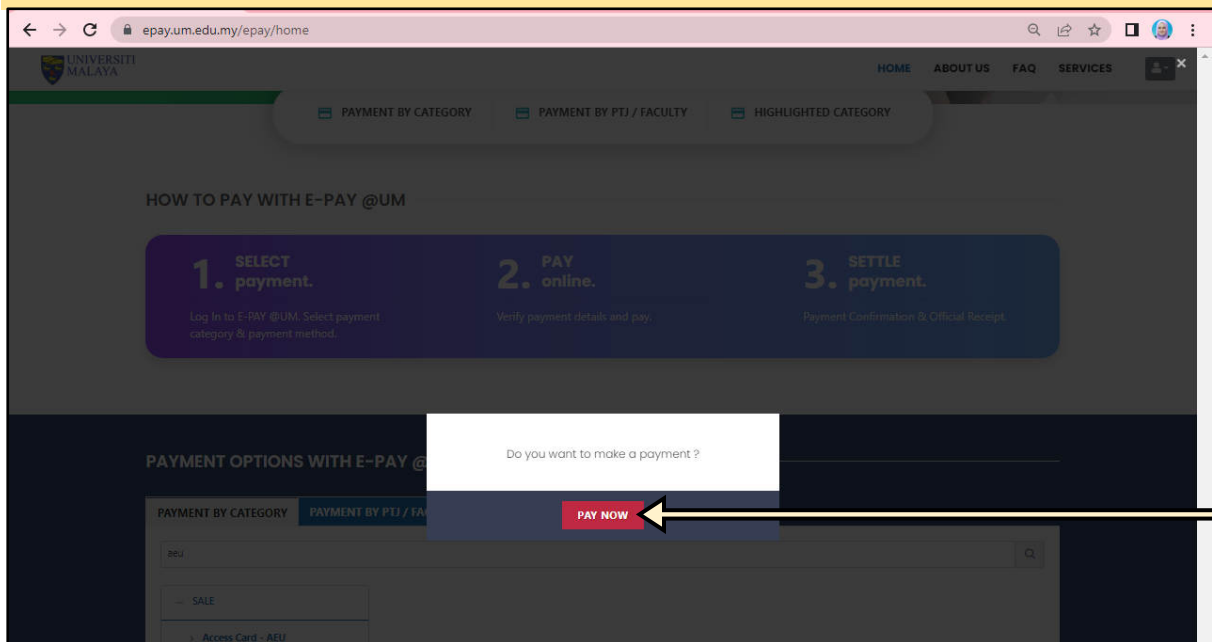 epay.um.edu.my/epay/home
UNIVERSITI
MALAYA
HOME ABOUT US FAQ SERVICES
PAYMENT BY CATEGORY PAYMENT BY PTJ / FACULTY HIGHLIGHTED CATEGORY
HOW TO PAY WITH E-PAY @UM
1. SELECT payment.
Log In to E-PAY @UM. Select payment
category & payment method.
2. PAY online.
Verify payment details and pay.
3. SETTLE payment.
Payment Confirmation & Official Receipt.
Do you want to make a payment ?
PAY NOW
PAYMENT OPTIONS WITH E-PAY @
PAYMENT BY CATEGORY PAYMENT BY PTJ / FA
aeu
SALE
Access Card - AEU